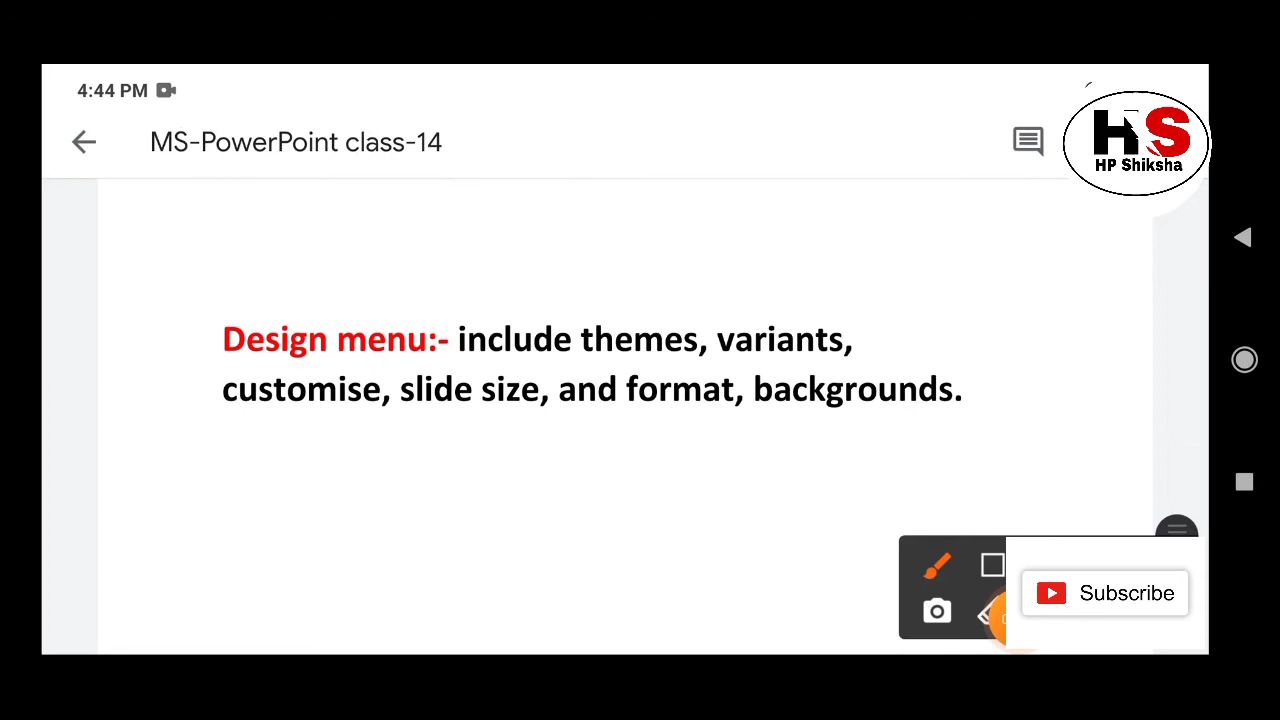 4:44 PM
MS-PowerPoint class-14
HS
HP Shiksha
Design menu:- include themes, variants,
customise, slide size, and format, backgrounds.
Subscribe